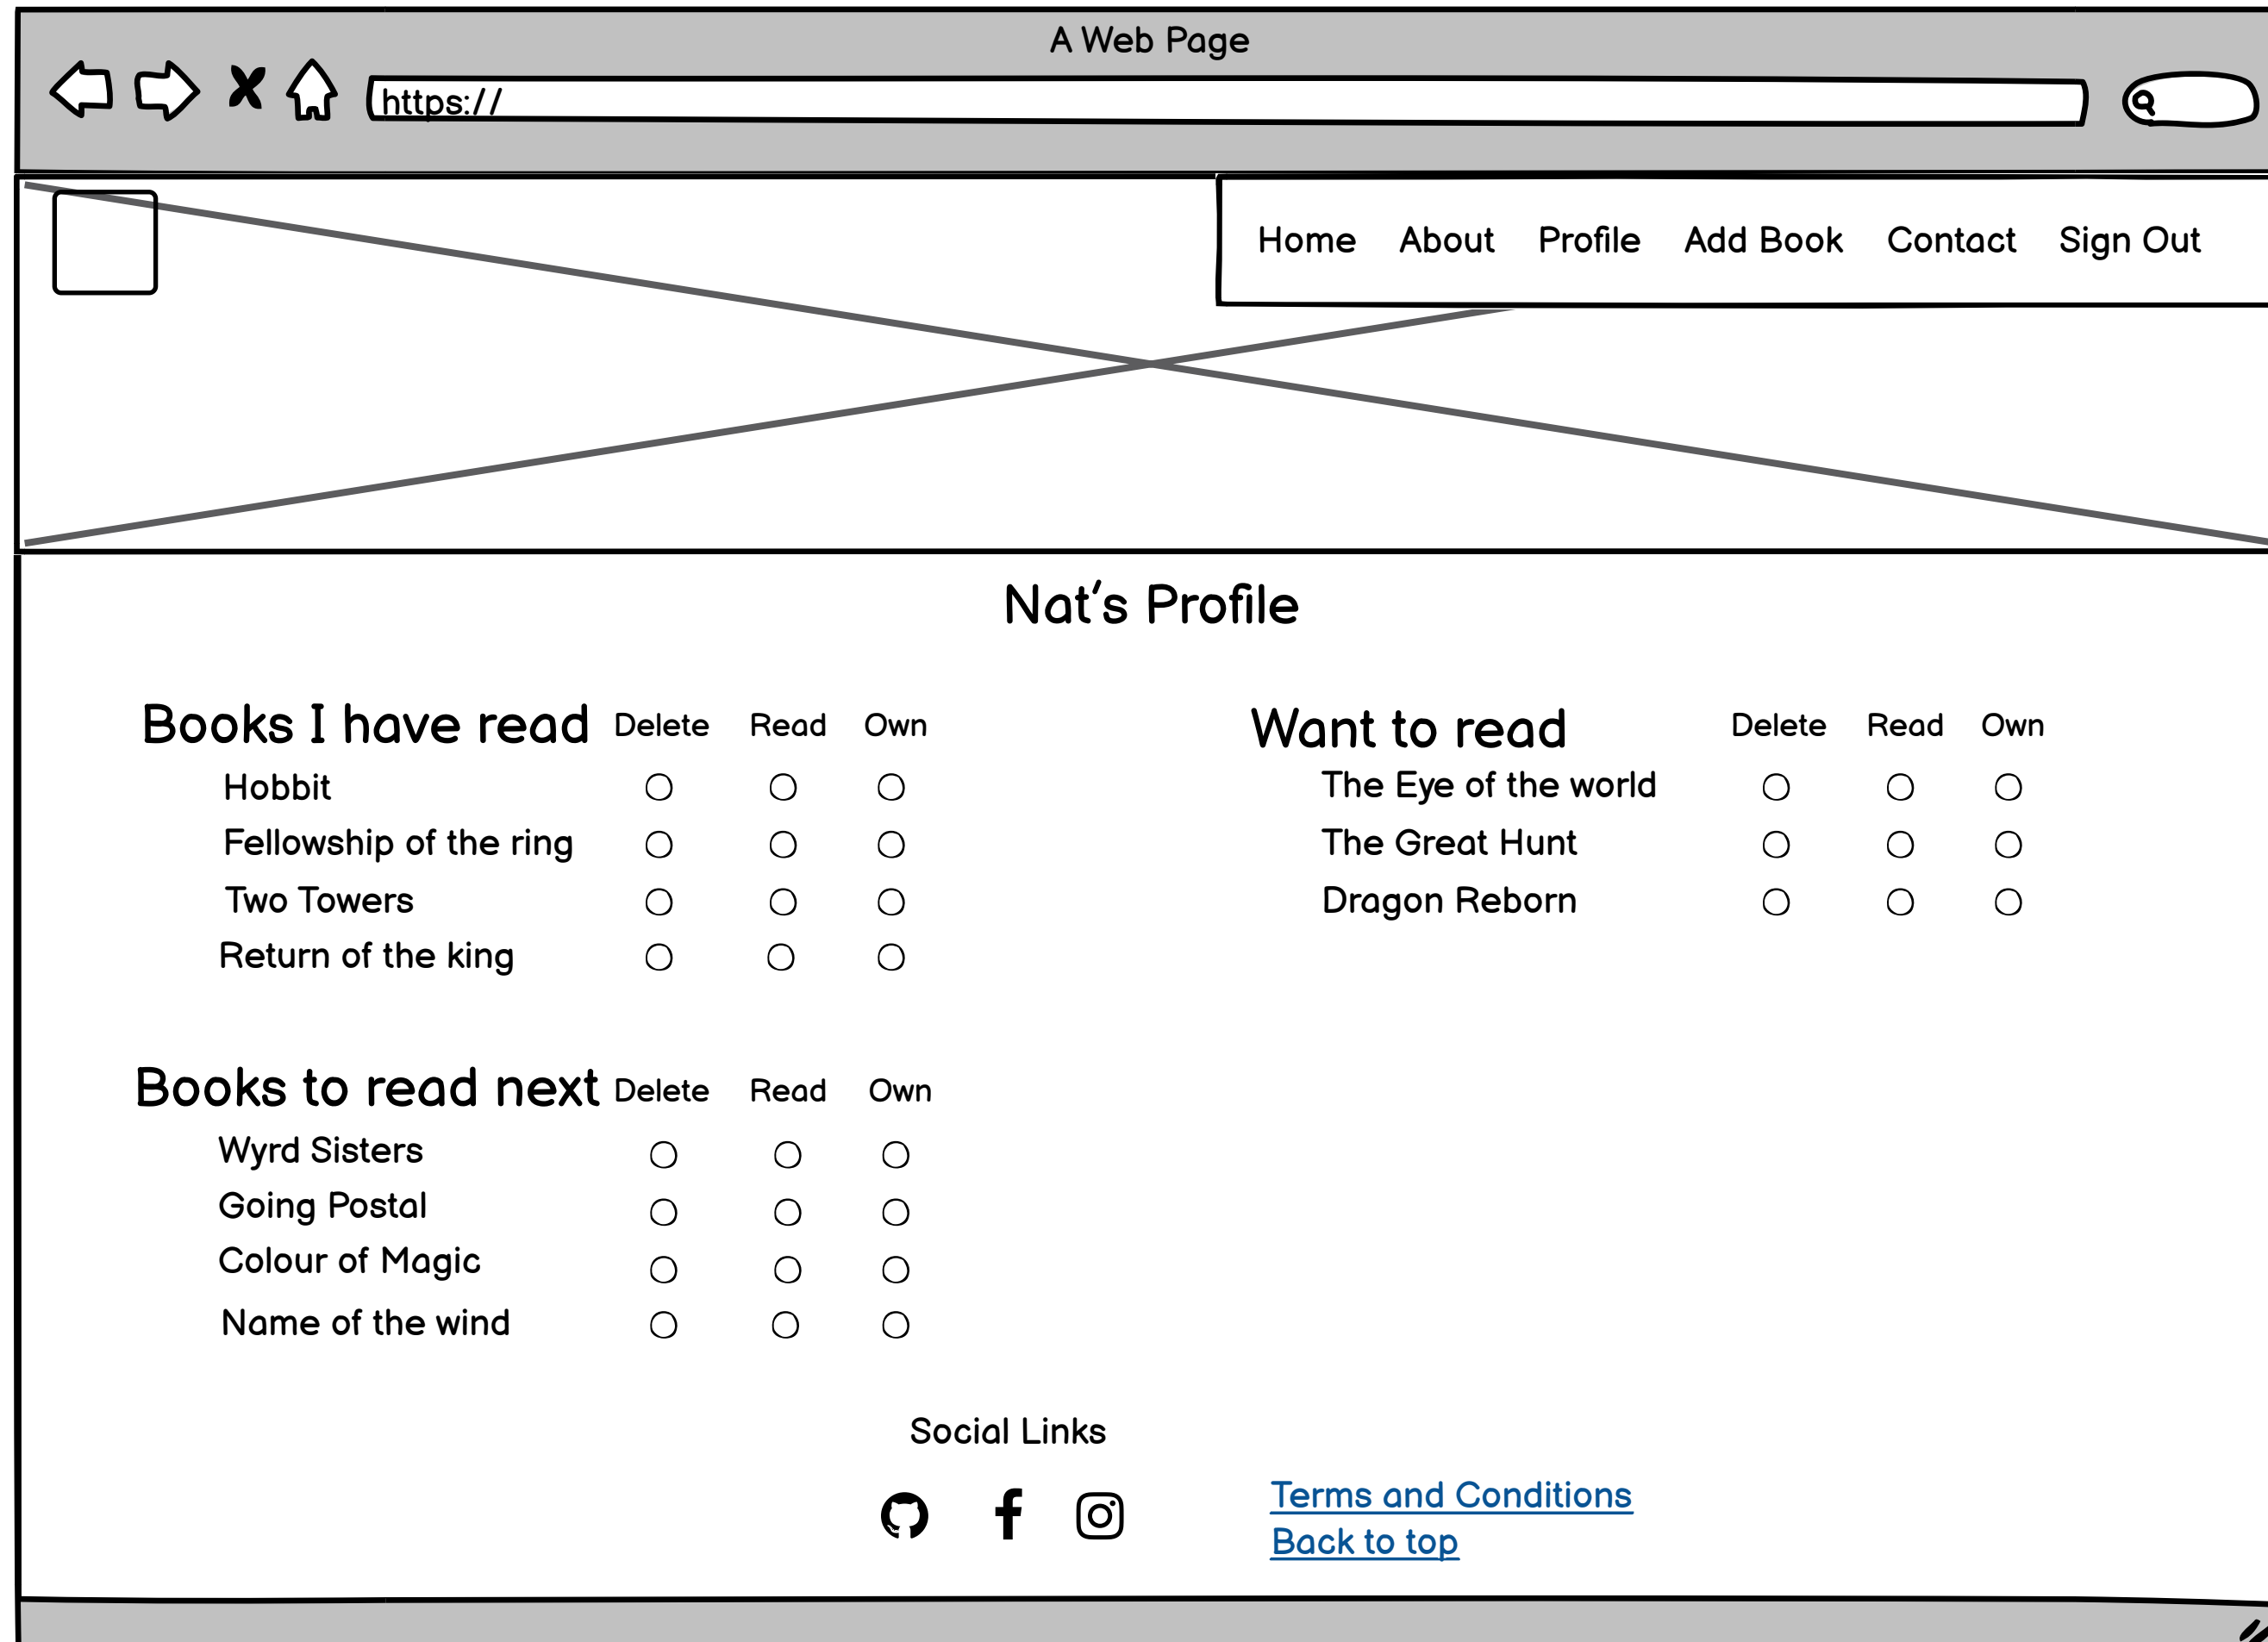 A Web Page
https://
Home About Profile Add Book Contact Sign Out
Nat's Profile
Books I have read Delete Read Own
Hobbit
Fellowship of the ring
Two Towers
Return of the king
Want to read Delete Read Own
The Eye of the world
The Great Hunt
Dragon Reborn
Books to read next Delete Read Own
Wyrd Sisters
Going Postal
Colour of Magic
Name of the wind
Social Links
Terms and Conditions
Back to top